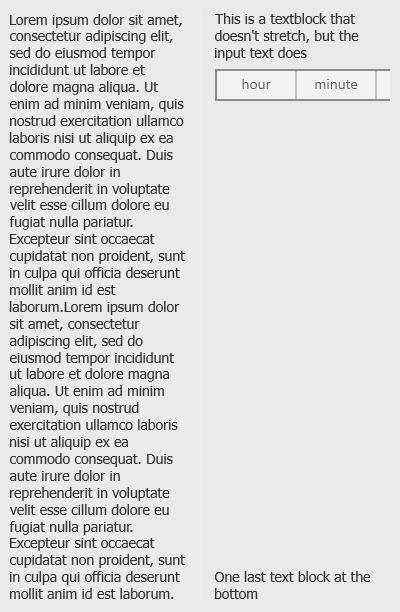 Lorem ipsum dolor sit amet,
consectetur adipiscing elit,
sed do eiusmod tempor
incididunt ut labore et
dolore magna aliqua. Ut
enim ad minim veniam, quis
nostrud exercitation ullamco
laboris nisi ut aliquip ex ea
commodo consequat. Duis
aute irure dolor in
reprehenderit in voluptate
velit esse cillum dolore eu
fugiat nulla pariatur.
Excepteur sint occaecat
cupidatat non proident, sunt
in culpa qui officia deserunt
mollit anim id est
laborum.Lorem ipsum dolor
sit amet, consectetur
adipiscing elit, sed do
eiusmod tempor incididunt
ut labore et dolore magna
aliqua. Ut enim ad minim
veniam, quis nostrud
exercitation ullamco laboris
nisi ut aliquip ex ea
commodo consequat. Duis
aute irure dolor in
reprehenderit in voluptate
velit esse cillum dolore eu
fugiat nulla pariatur.
Excepteur sint occaecat
cupidatat non proident, sunt
in culpa qui officia deserunt
mollit anim id est laborum.
This is a textblock that
doesn't stretch, but the
input text does
hour minute
One last text block at the
bottom